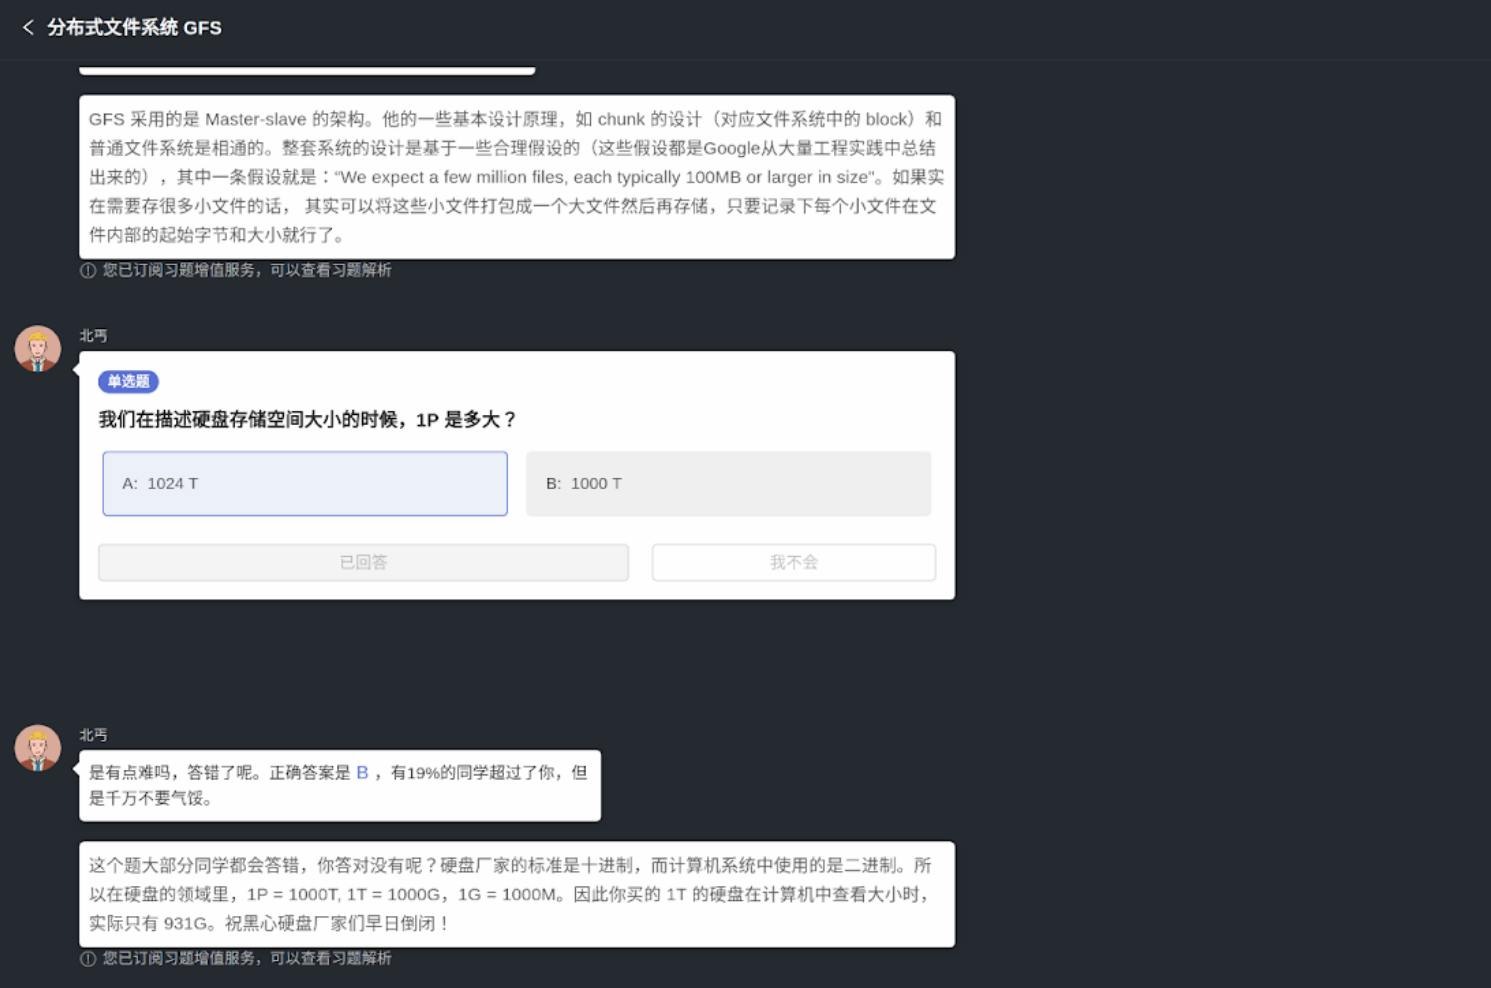 分布式文件系统 GFS
GFS 采用的是 Master-slave 的架构。他的一些基本设计原理，如 chunk 的设计（对应文件系统中的 block）和
普通文件系统是相通的。整套系统的设计是基于一些合理假设的（这些假设都是Google从大量工程实践中总结
出来的），其中一条假设就是：“We expect a few million files, each typically 100MB or larger in size”。如果实
在需要存很多小文件的话， 其实可以将这些小文件打包成一个大文件然后再存储，只要记录下每个小文件在文
件内部的起始字节和大小就行了。
您已订阅习题增值服务，可以查看习题解析
北丐
单选题
我们在描述硬盘存储空间大小的时候，1P 是多大？
A: 1024 T
B: 1000 T
已回答
我不会
北丐
是有点难吗，答错了呢。正确答案是 B ，有19%的同学超过了你，但
是千万不要气馁。
这个题大部分同学都会答错，你答对没有呢？硬盘厂家的标准是十进制，而计算机系统中使用的是二进制。所
以在硬盘的领域里，1P = 1000T, 1T = 1000G，1G = 1000M。因此你买的 1T 的硬盘在计算机中查看大小时，
实际只有 931G。祝黑心硬盘厂家们早日倒闭！
您已订阅习题增值服务，可以查看习题解析